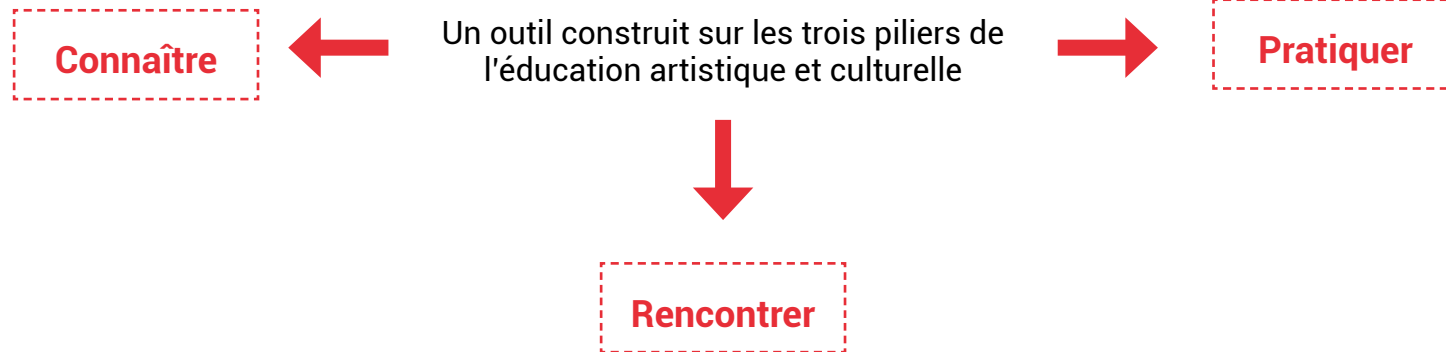 Un outil construit sur les trois piliers de
l'éducation artistique et culturelle
Connaître
Pratiquer
Rencontrer